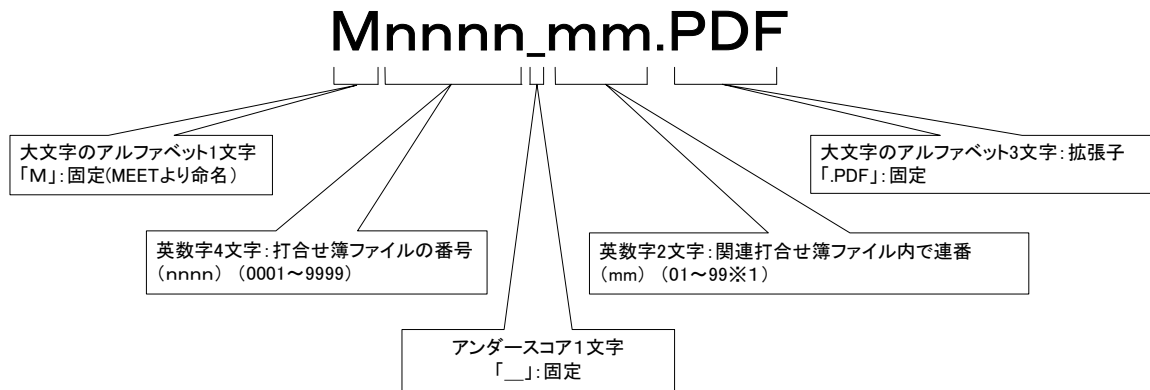 Mnnnn_mm.PDF
大文字のアルファベット1文字
「M」:固定(MEETより命名)
大文字のアルファベット3文字:拡張子
「.PDF」:固定
英数字4文字:打合せ簿ファイルの番号
(nnnn) (0001~9999)
英数字2文字:関連打合せ簿ファイル内で連番
(mm) (01~99※1)
アンダースコア1文字
「＿」:固定